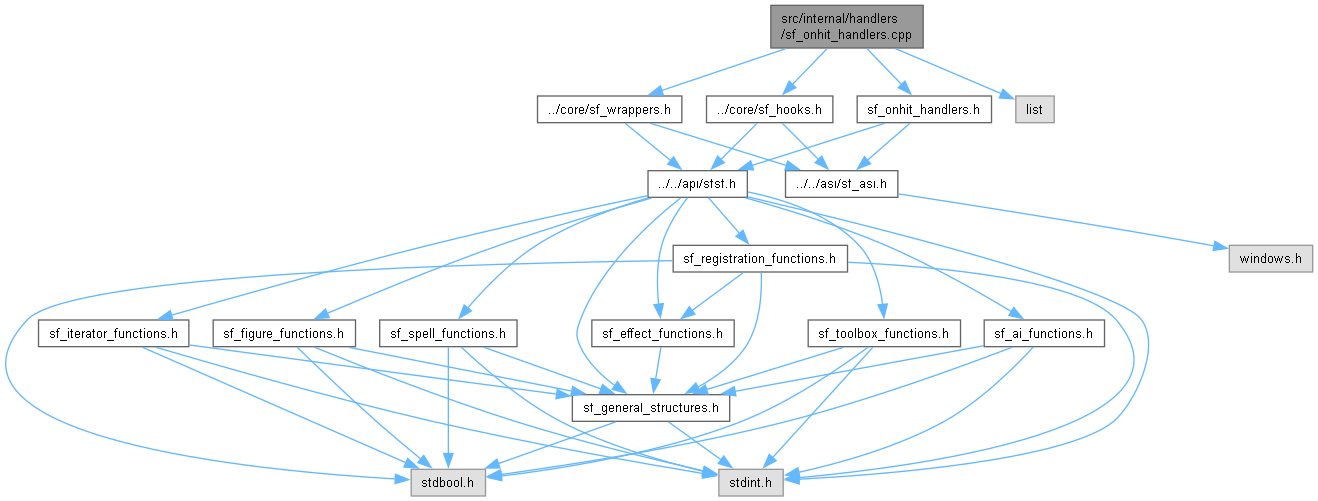 src/internal/handlers
/sf_onhit_handlers.cpp
../core/sf_wrappers.h
../core/sf_hooks.h
sf_onhit_handlers.h
list
../../api/sfsf.h
../../asi/sf_asi.h
sf_registration_functions.h
windows.h
sf_iterator_functions.h
sf_figure_functions.h
sf_spell_functions.h
sf_effect_functions.h
sf_toolbox_functions.h
sf_ai_functions.h
sf_general_structures.h
stdbool.h
stdint.h